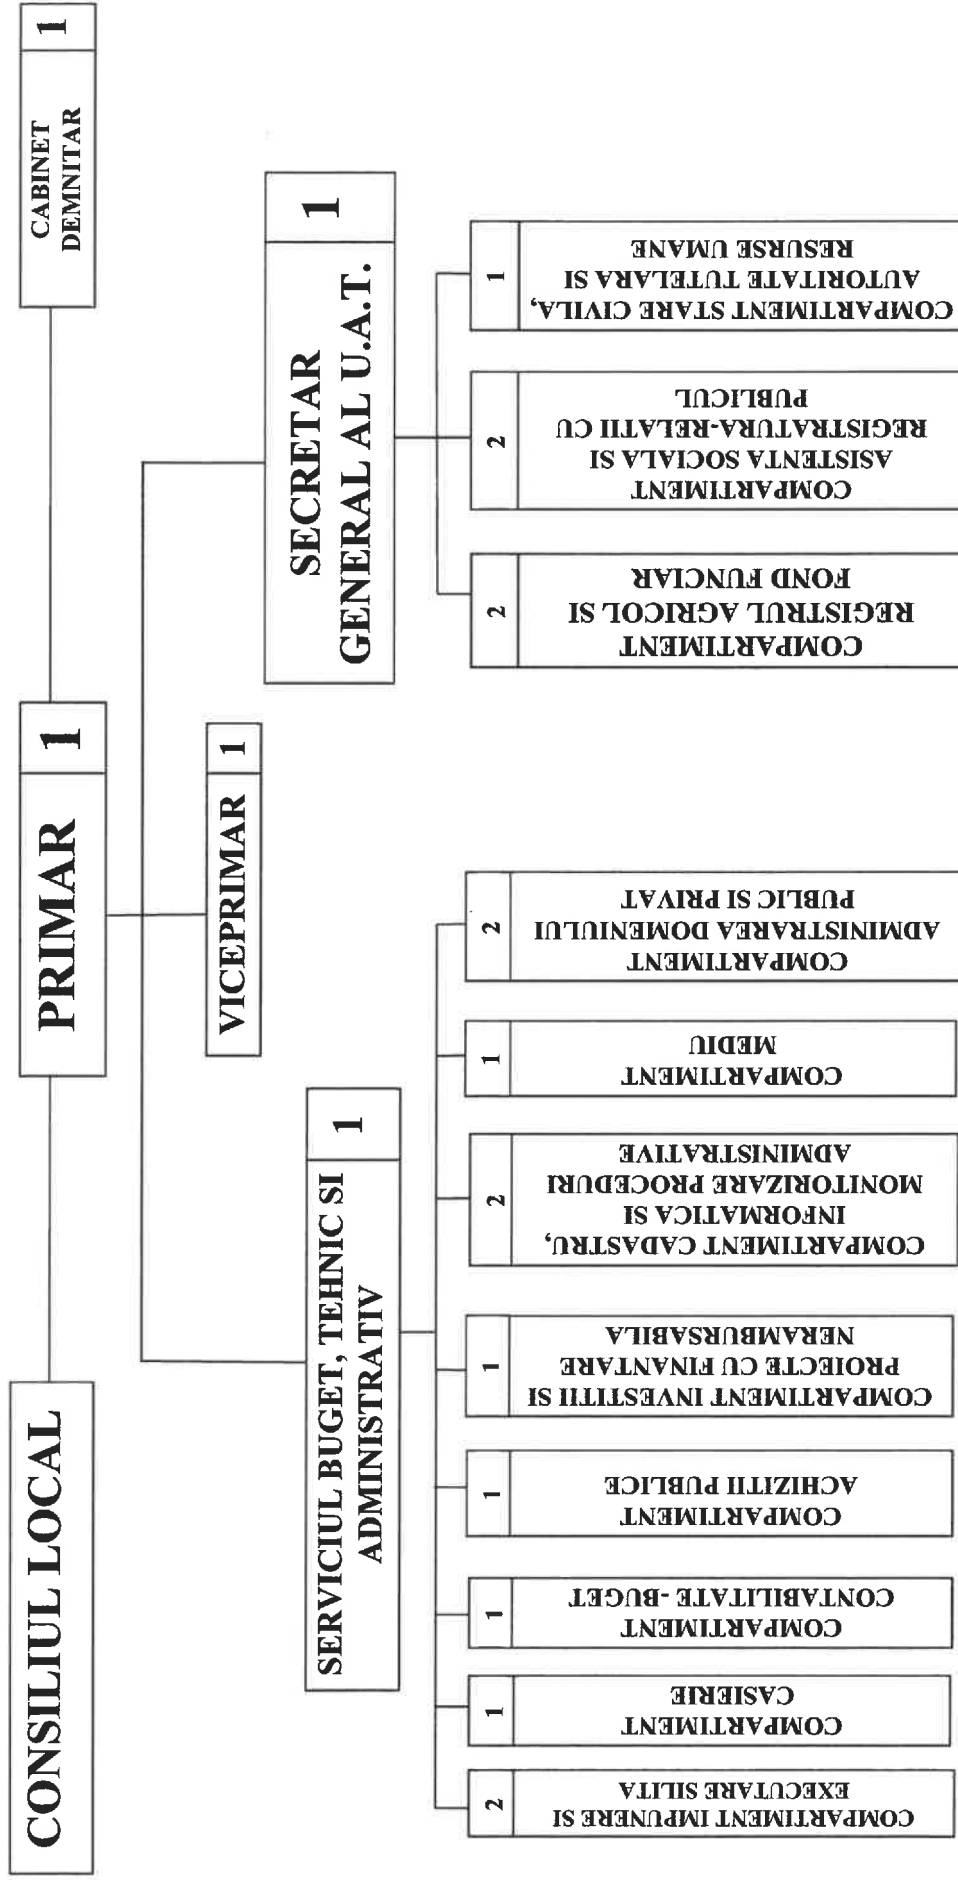 CONSILIUL LOCAL
PRIMAR
1
CABINET
DEMNITAR
1
VICEPRIMAR
1
SERVICIUL BUGET, TEHNIC SI
ADMINISTRATIV
1
SECRETAR
GENERAL AL U.A.T.
1
2
COMPARTIMENT IMPUNERE SI
EXECUTARE SILITA
1
COMPARTIMENT
CASIERIE
1
COMPARTIMENT
CONTABILITATE -BUGET
1
COMPARTIMENT
ACHIZITII PUBLICE
1
COMPARTIMENT INVESTITII SI
PROIECTE CU FINANTARE
NERAMBURSABILA
2
COMPARTIMENT CADASTRU,
INFORMATICA SI
MONITORIZARE PROCEDURI
ADMINISTRATIVE
1
COMPARTIMENT
MEDIU
2
COMPARTIMENT
ADMINISTRAREA DOMENIULUI
PUBLIC SI PRIVAT
2
COMPARTIMENT
REGISTRUL AGRICOL SI
FOND FUNCIAR
2
COMPARTIMENT
ASISTENTA SOCIALA SI
REGISTRATURA-RELATII CU
PUBLICUL
1
COMPARTIMENT STARE CIVILA,
AUTORITATE TUTELARA SI
RESURSE UMANE